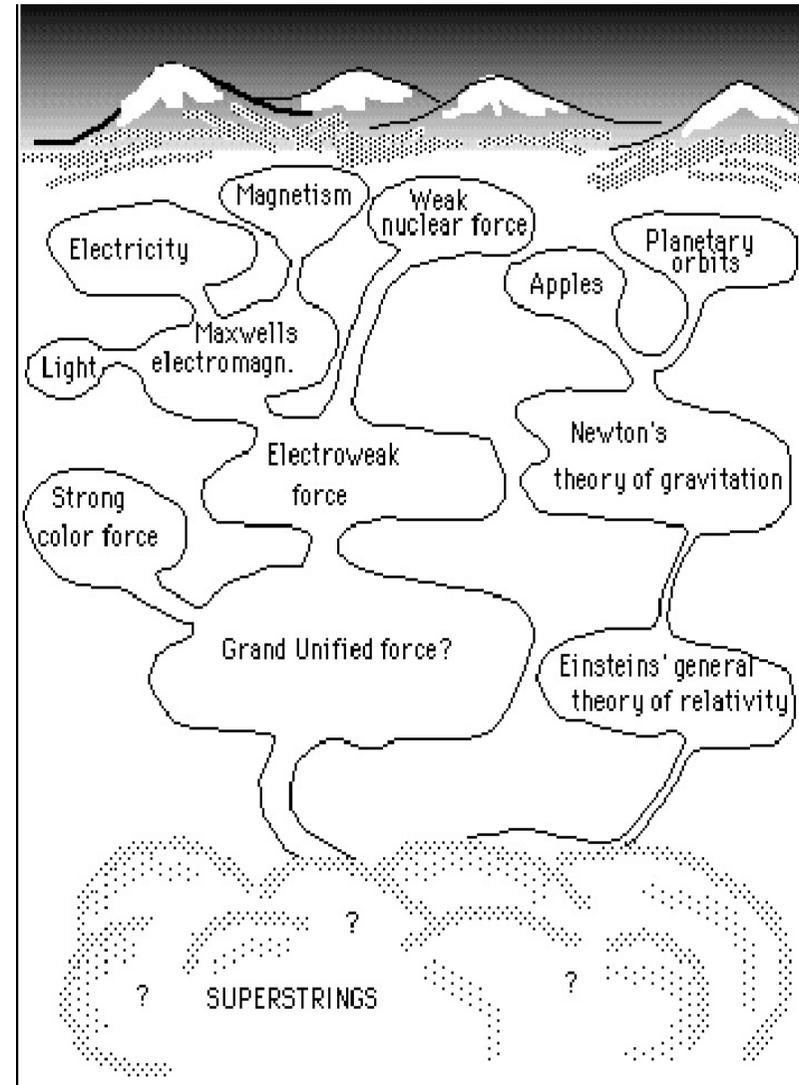 Magnetism
Weak
nuclear force
Electricity
Planetary
orbits
Apples
Maxwells
electromagn.
Light
Newton's
theory of gravitation
Electroweak
force
Strong
color force
Grand Unified force?
Einsteins' general
theory of relativity
?
?
?
SUPERSTRINGS